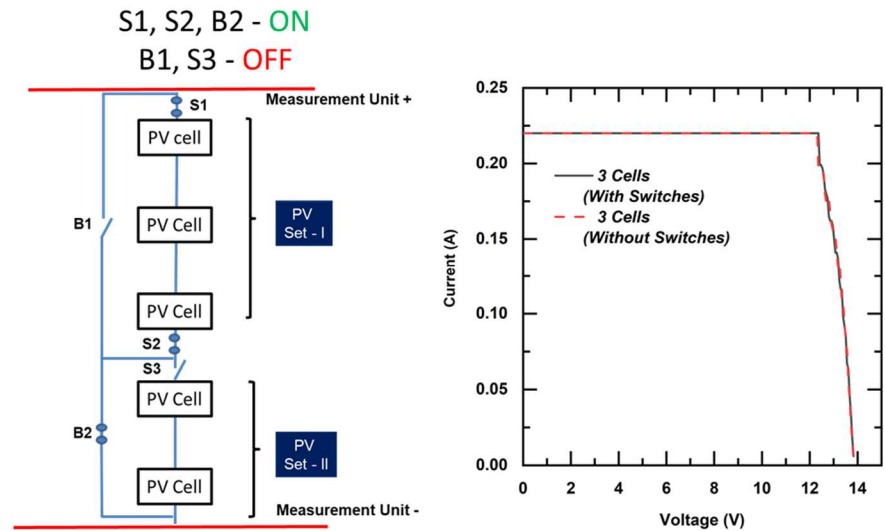 S1, S2, B2 - ON
B1, S3 - OFF
Measurement Unit +
S1
PV cell
B1
PV Cell
PV
Set - I
PV Cell
S2
S3
PV Cell
B2
PV
Set - II
PV Cell
Measurement Unit -
0.25
0.20
0.15
0.10
0.05
0.00
Current (A)
3 Cells
(With Switches)
3 Cells
(Without Switches)
0 2 4 6 8 10 12 14
Voltage (V)